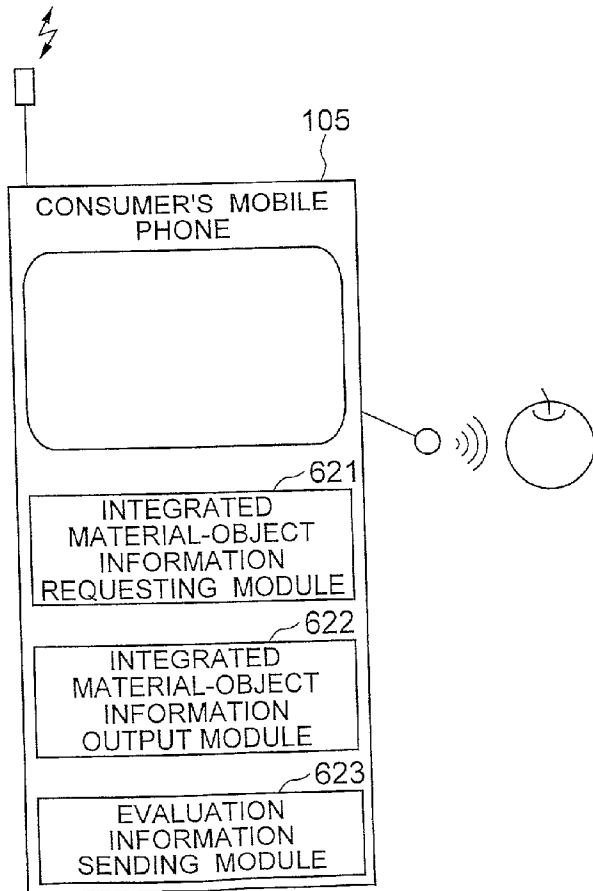 105
CONSUMER'S MOBILE
PHONE
621
INTEGRATED
MATERIAL-OBJECT
INFORMATION
REQUESTING MODULE
622
INTEGRATED
MATERIAL-OBJECT
INFORMATION
OUTPUT MODULE
623
EVALUATION
INFORMATION
SENDING MODULE